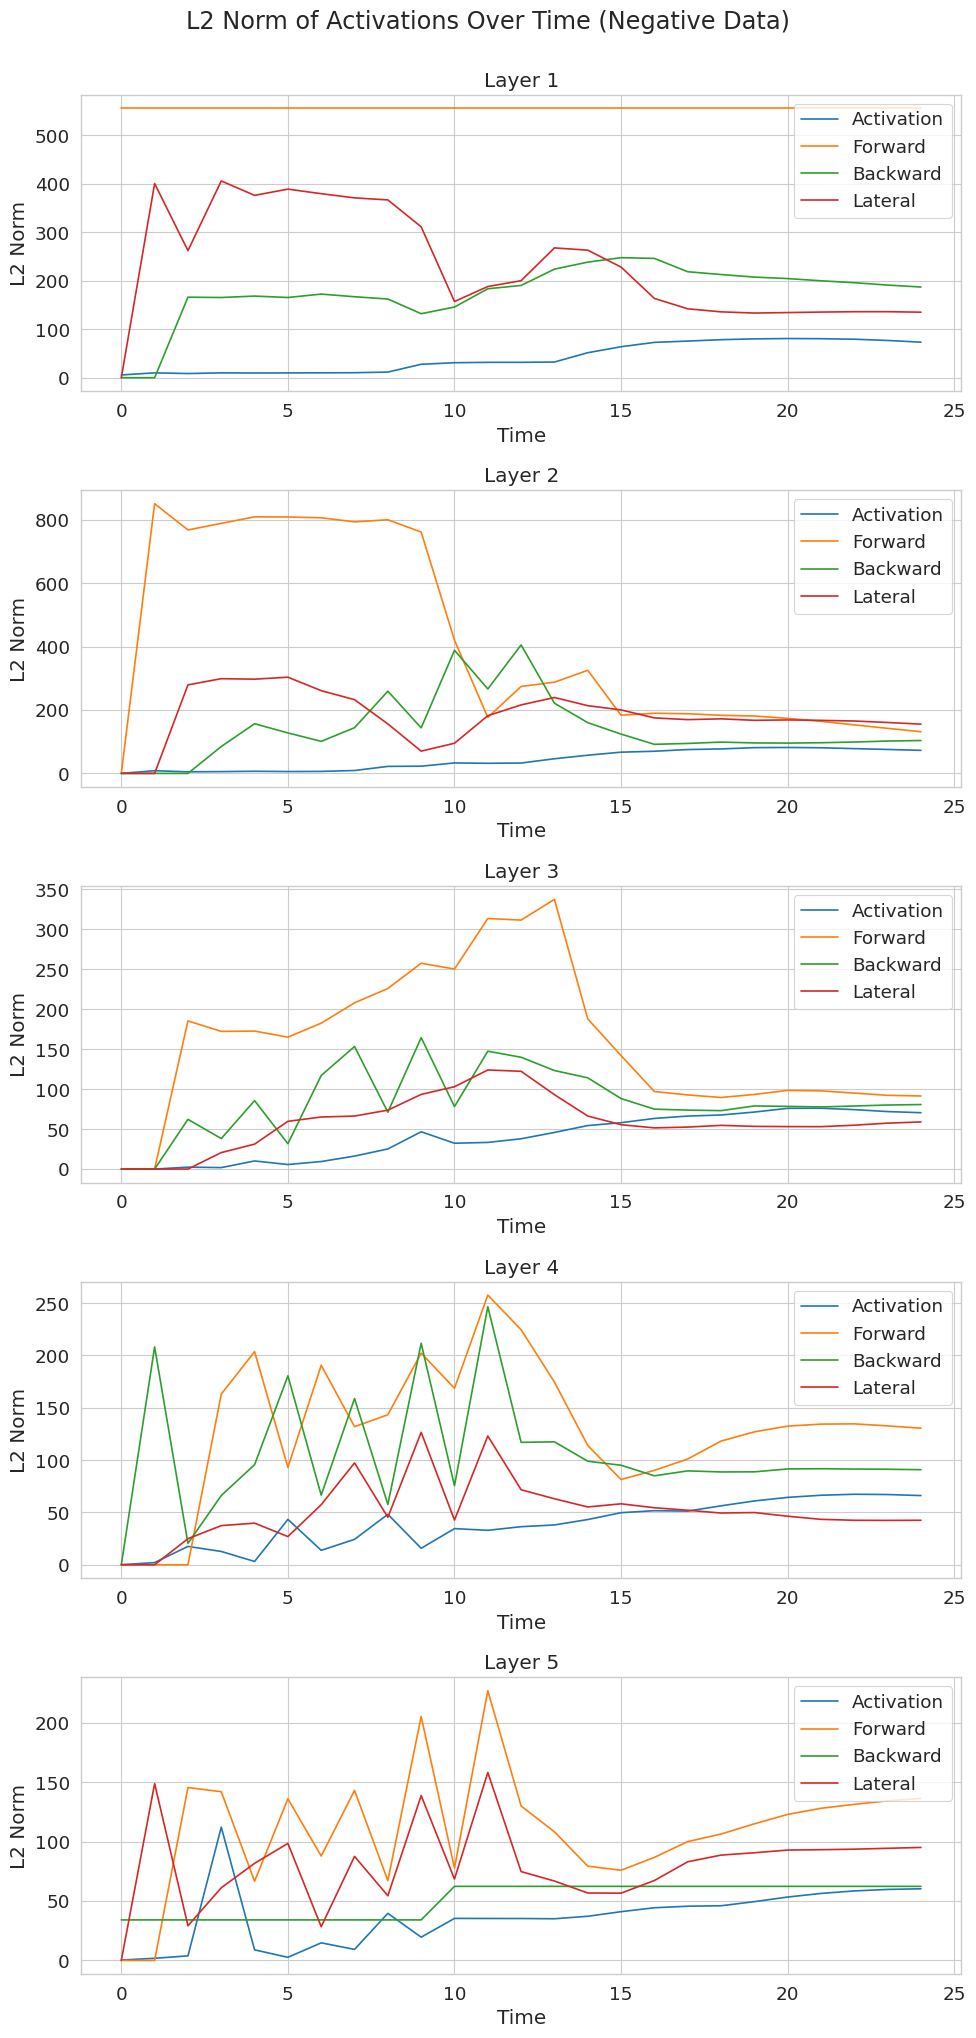 L2 Norm of Activations Over Time (Negative Data)
Layer 1
L2 Norm
500
400
300
200
100
0
0 5 10 15 20 25
Time
Activation
Forward
Backward
Lateral
Layer 2
L2 Norm
800
600
400
200
0
0 5 10 15 20 25
Time
Activation
Forward
Backward
Lateral
Layer 3
L2 Norm
350
300
250
200
150
100
50
0
0 5 10 15 20 25
Time
Activation
Forward
Backward
Lateral
Layer 4
L2 Norm
250
200
150
100
50
0
0 5 10 15 20 25
Time
Activation
Forward
Backward
Lateral
Layer 5
L2 Norm
200
150
100
50
0
0 5 10 15 20 25
Time
Activation
Forward
Backward
Lateral